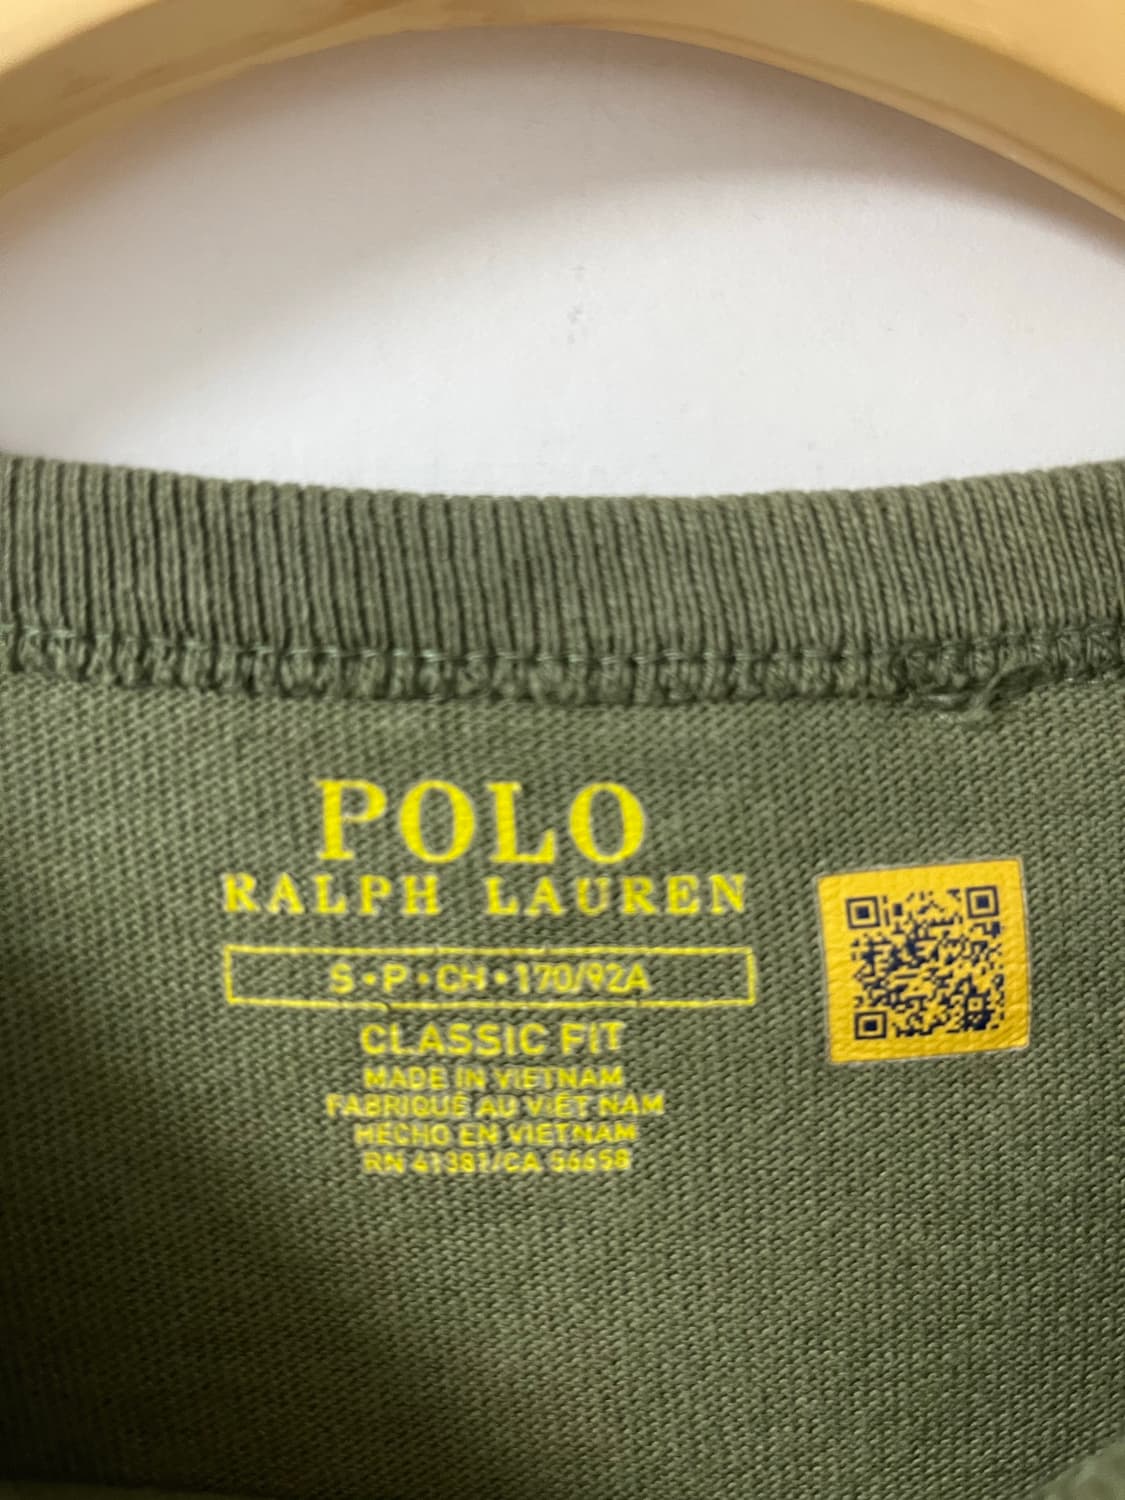 POLO
RALPH LAUREN
S • P • CH • 170/92A
CLASSIC FIT
MADE IN VIETNAM
FABRIQUÉ AU VIET NAM
HECHO EN VIETNAM
RN 41381/CA 56658